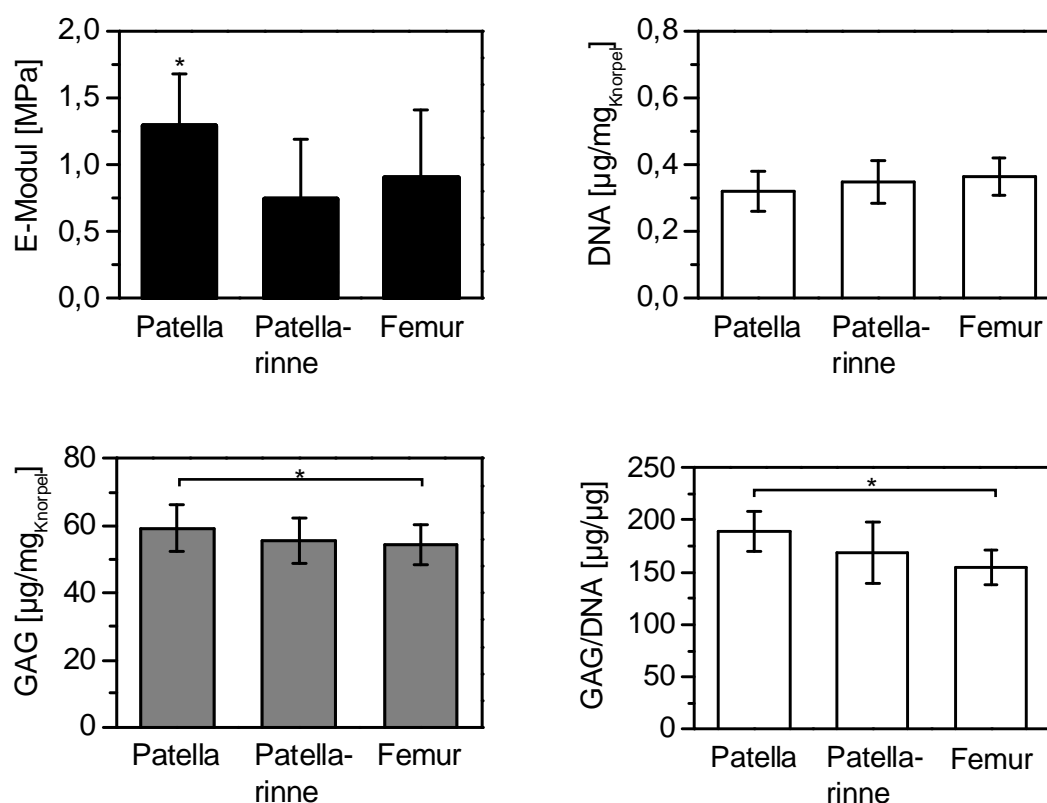 E-Modul [MPa]
2,0
1,5
1,0
0,5
0,0
*
Patella
Patella-
rinne
Femur
DNA [µg/mgKnorpel]
0,8
0,6
0,4
0,2
0,0
Patella
Patella-
rinne
Femur
GAG [µg/mgKnorpel]
80
60
40
20
0
*
Patella
Patella-
rinne
Femur
GAG/DNA [µg/µg]
250
200
150
100
50
0
*
Patella
Patella-
rinne
Femur